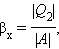 βₓ = |Q₂| / |A| ,